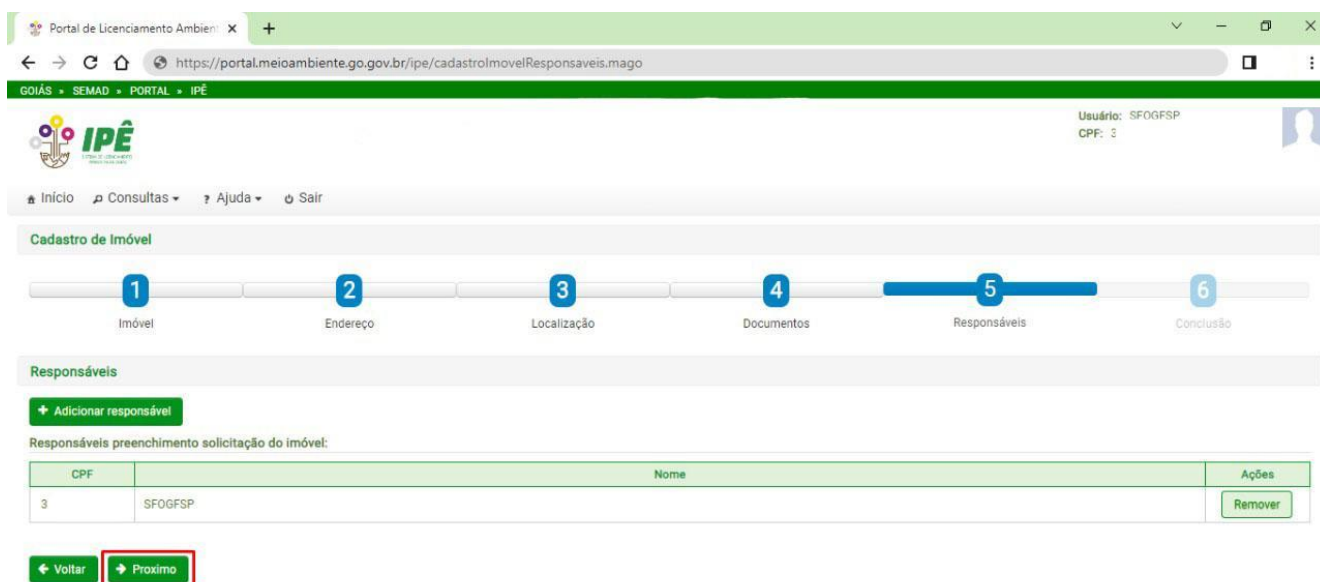 Portal de Licenciamento Ambien
https://portal.meioambiente.go.gov.br/ipe/cadastroImovelResponsaveis.mago
GOIÁS » SEMAD » PORTAL » IPÊ
IPÊ
Usuário: SFOGFSP
CPF: 3
Início Consultas ? Ajuda Sair
Cadastro de Imóvel
1 2 3 4 5 6
Imóvel Endereço Localização Documentos Responsáveis Conclusão
Responsáveis
+ Adicionar responsável
Responsáveis preenchimento solicitação do imóvel:
CPF Nome Ações
3 SFOGFSP Remover
Voltar Proximo